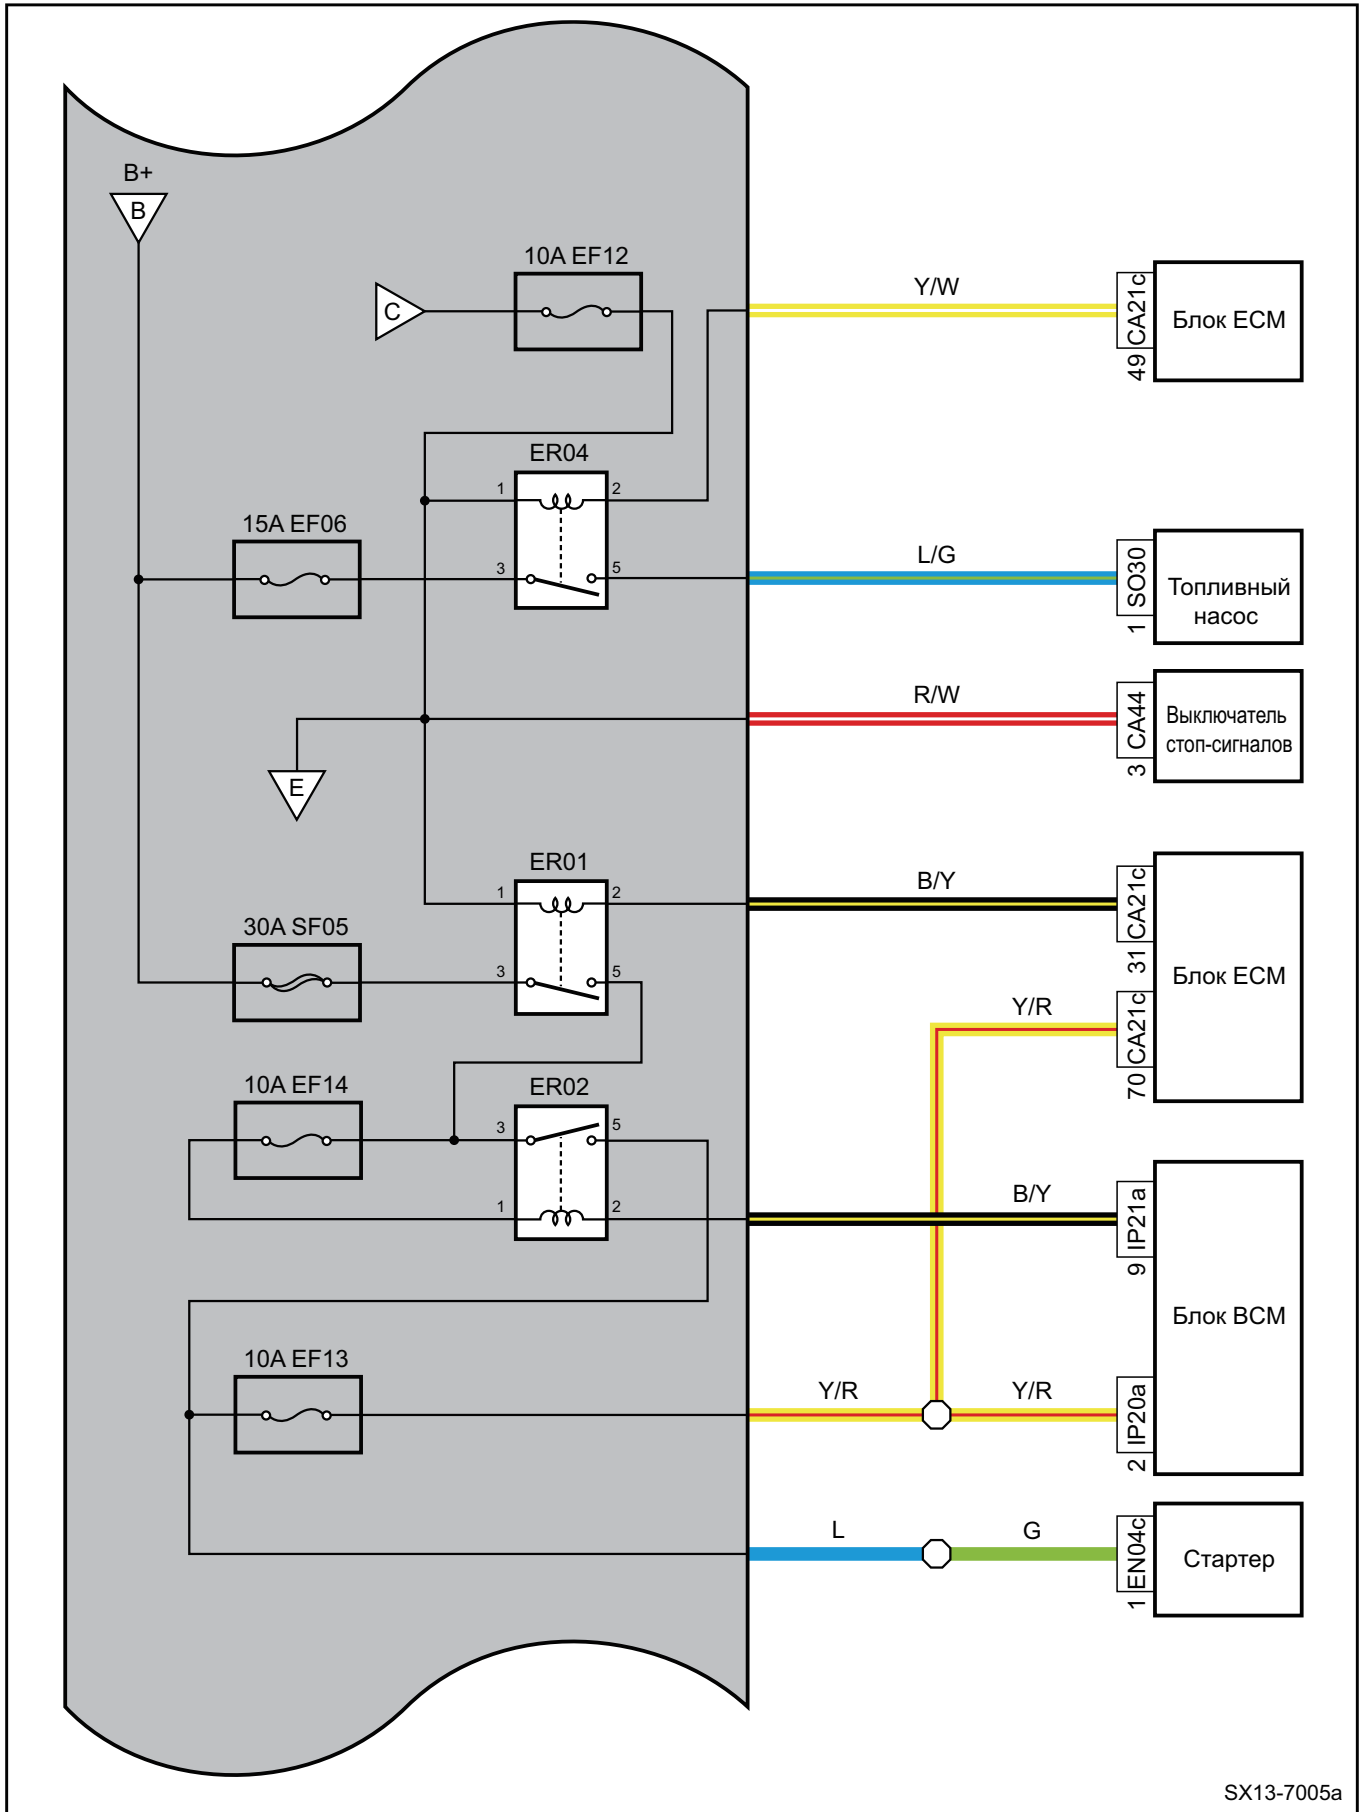 B+
B
10A EF12
C
Y/W
49 CA21c
Блок ECM
ER04
1
2
15A EF06
3
5
L/G
1 SO30
Топливный
насос
R/W
3 CA44
Выключатель
стоп-сигналов
E
ER01
1
2
B/Y
31 CA21c
30A SF05
3
5
Блок ECM
Y/R
70 CA21c
10A EF14
ER02
3
5
1
2
B/Y
9 IP21a
Блок BCM
10A EF13
Y/R
Y/R
2 IP20a
L
G
1 EN04c
Стартер
SX13-7005a